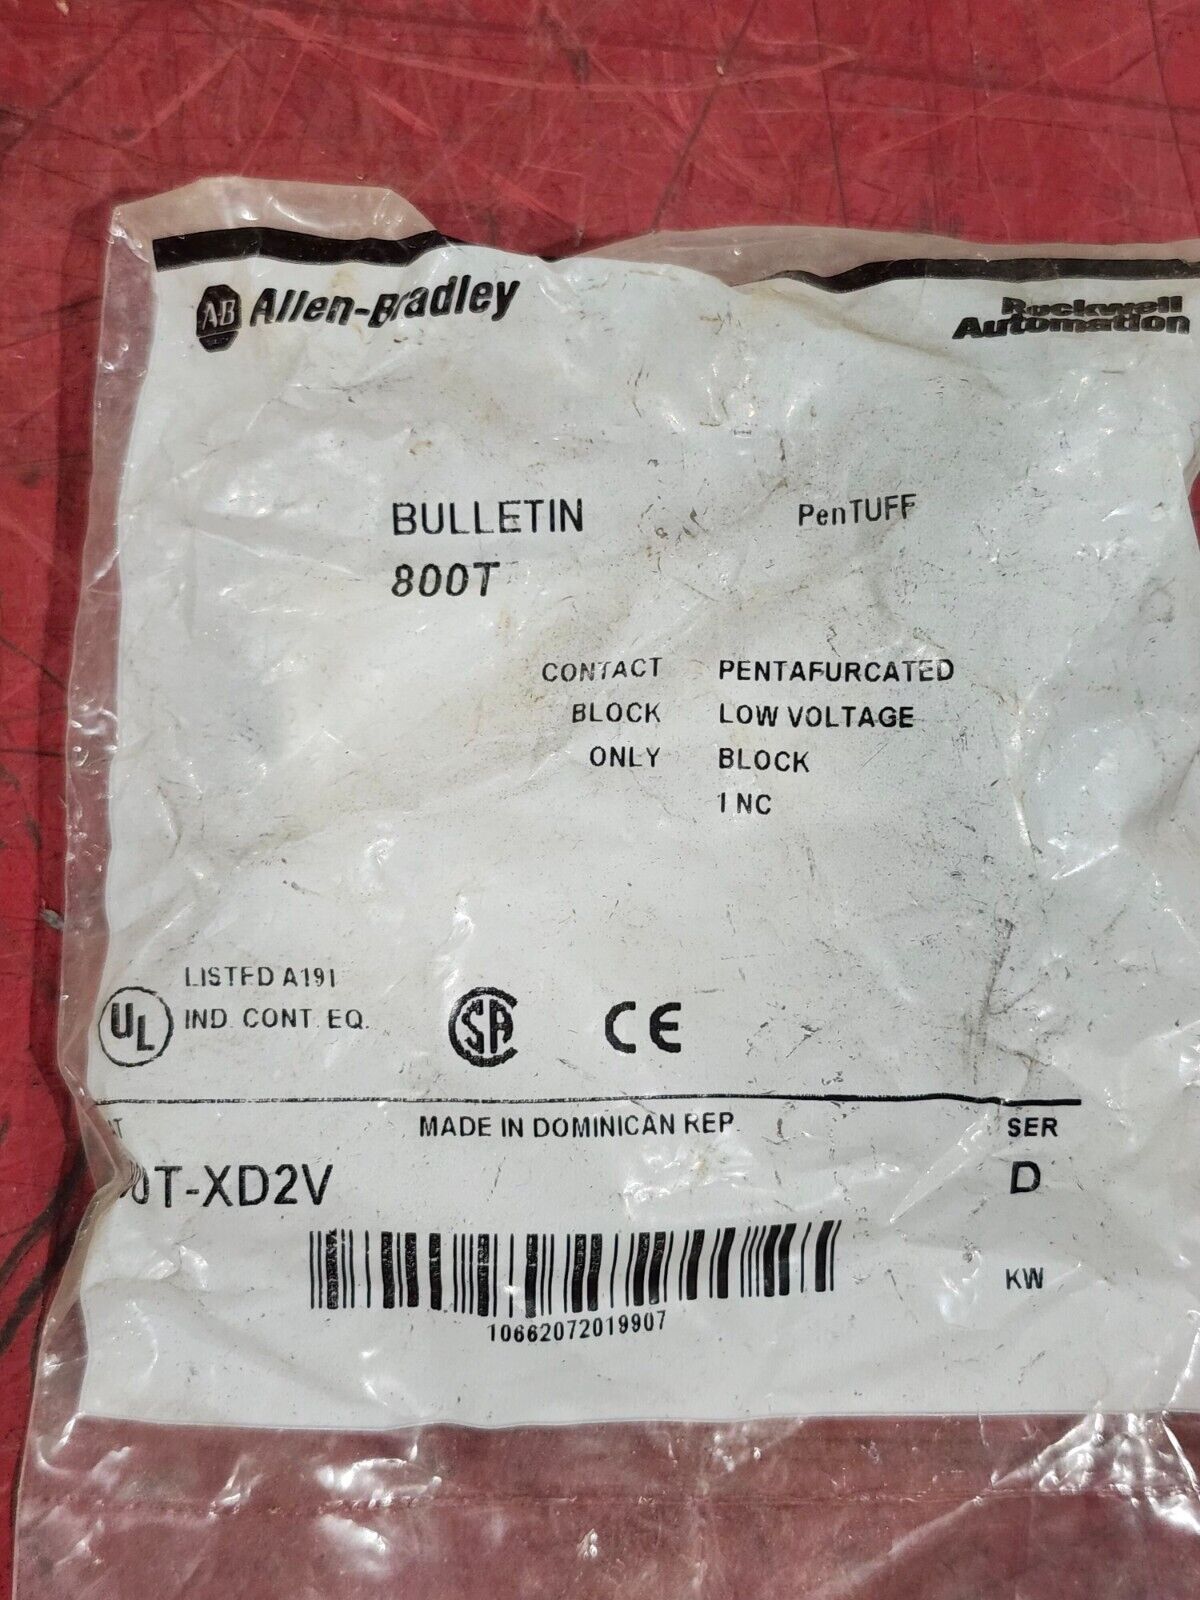 AB Allen-Bradley
Rockwell
Automation
BULLETIN PenTUFF
800T
CONTACT PENTAFURCATED
BLOCK LOW VOLTAGE
ONLY BLOCK
1 NC
LISTED A191
UL IND. CONT. EQ.
SA CE
MADE IN DOMINICAN REP. SER
0T-XD2V D
KW
10662072019907